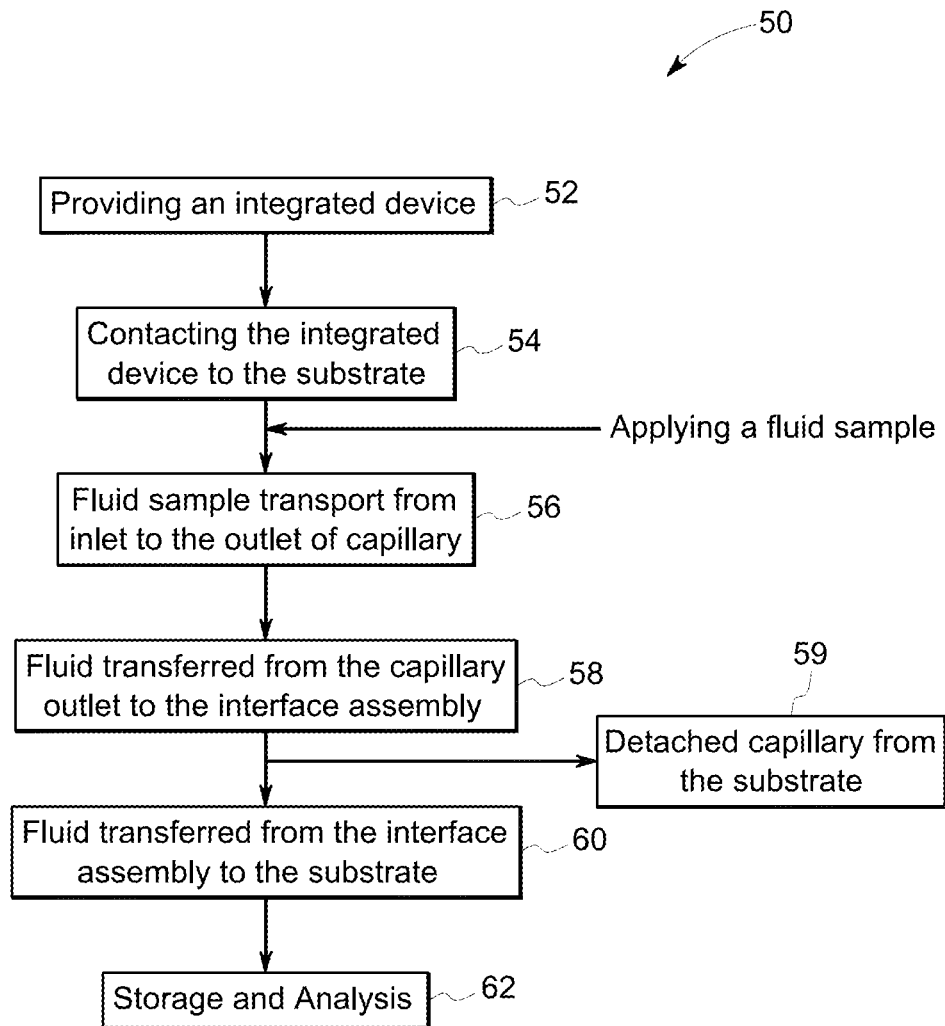 50
Providing an integrated device
52
Contacting the integrated
device to the substrate
54
Applying a fluid sample
Fluid sample transport from
inlet to the outlet of capillary
56
Fluid transferred from the capillary
outlet to the interface assembly
58
59
Detached capillary from
the substrate
Fluid transferred from the interface
assembly to the substrate
60
Storage and Analysis
62